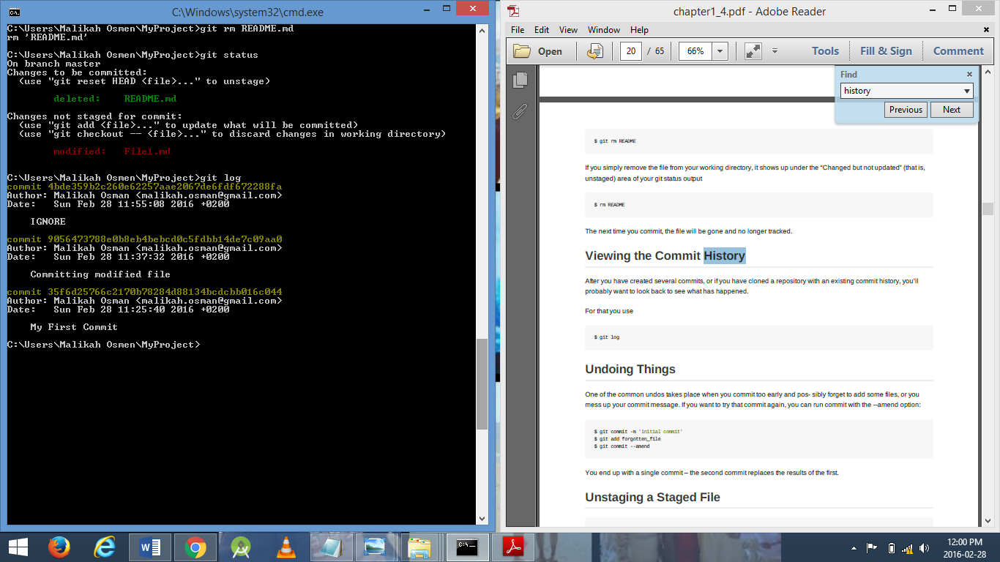 C:\Windows\system32\cmd.exe
C:\Users\Malikah Osmen\MyProject>git rm README.md
rm 'README.md'
C:\Users\Malikah Osmen\MyProject>git status
On branch master
Changes to be committed:
(use "git reset HEAD <file>..." to unstage)
deleted: README.md
Changes not staged for commit:
(use "git add <file>..." to update what will be committed)
(use "git checkout -- <file>..." to discard changes in working directory)
modified: File1.md
C:\Users\Malikah Osmen\MyProject>git log
commit 4bde359b2c260e62257aae2067de6fdf672288fa
Author: Malikah Osman <malikah.osman@gmail.com>
Date: Sun Feb 28 11:55:08 2016 +0200
IGNORE
commit 9056473788e0b8eb4bebcd0c5fdbb14de7c09aa0
Author: Malikah Osman <malikah.osman@gmail.com>
Date: Sun Feb 28 11:37:32 2016 +0200
Committing modified file
commit 35f6d25766c2170b78284d88134bcdcbb016c044
Author: Malikah Osman <malikah.osman@gmail.com>
Date: Sun Feb 28 11:25:40 2016 +0200
My First Commit
C:\Users\Malikah Osmen\MyProject>
chapter1_4.pdf - Adobe Reader
File Edit View Window Help
Open 20 / 65 66% Tools Fill & Sign Comment
Find
history
Previous Next
$ git rm README
If you simply remove the file from your working directory, it shows up under the “Changed but not updated” (that is,
unstaged) area of your git status output
$ rm README
The next time you commit, the file will be gone and no longer tracked.
Viewing the Commit History
After you have created several commits, or if you have cloned a repository with an existing commit history, you’ll
probably want to look back to see what has happened.
For that you use
$ git log
Undoing Things
One of the common undos takes place when you commit too early and pos- sibly forget to add some files, or you
mess up your commit message. If you want to try that commit again, you can run commit with the --amend option:
$ git commit -m 'initial commit'
$ git add forgotten_file
$ git commit --amend
You end up with a single commit – the second commit replaces the results of the first.
Unstaging a Staged File
12:00 PM
2016-02-28